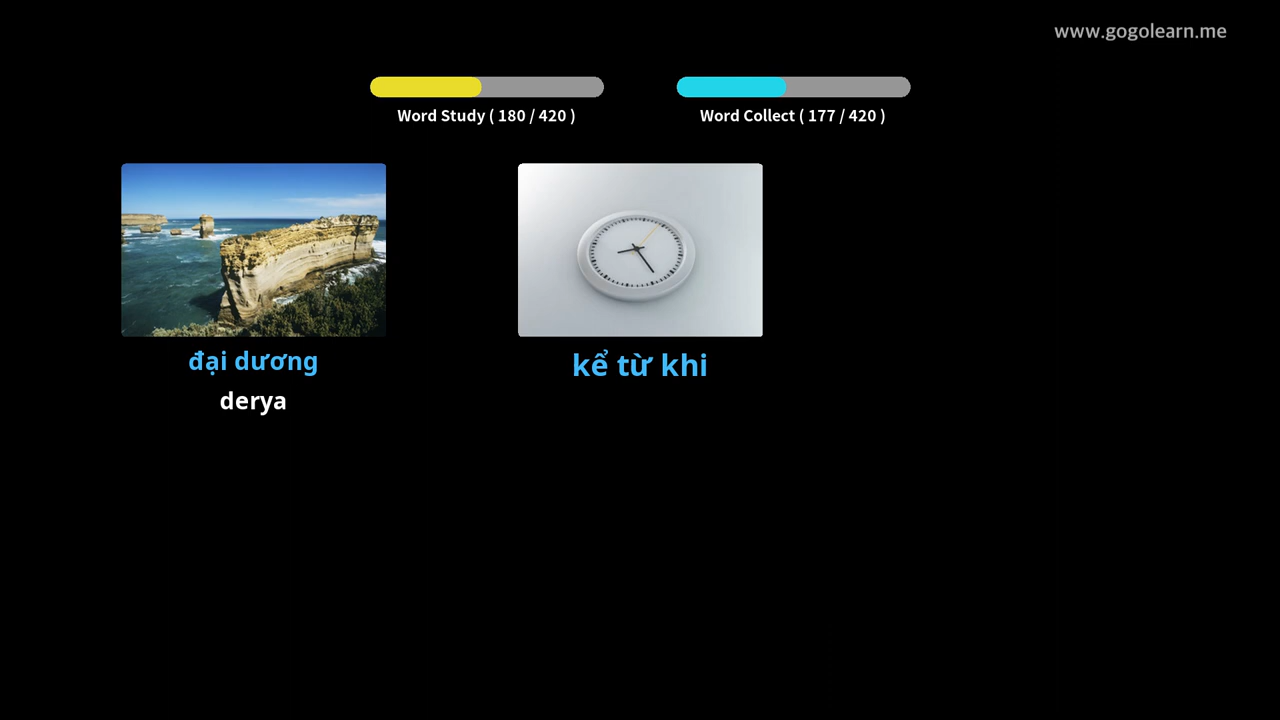 www.gogolearn.me
Word Study ( 180 / 420 )
Word Collect ( 177 / 420 )
đại dương
derya
kể từ khi